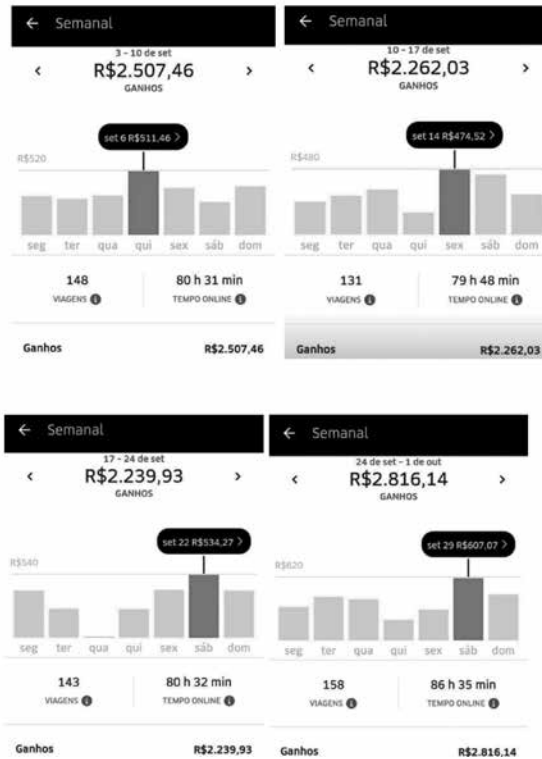 ← Semanal
3 - 10 de set
< R$2.507,46 >
GANHOS
set 6 R$511,46 >
R$520
seg ter qua qui sex sáb dom
148 80 h 31 min
VIAGENS TEMPO ONLINE
Ganhos R$2.507,46
← Semanal
10 - 17 de set
< R$2.262,03 >
GANHOS
set 14 R$474,52 >
R$480
seg ter qua qui sex sáb dom
131 79 h 48 min
VIAGENS TEMPO ONLINE
Ganhos R$2.262,03
← Semanal
17 - 24 de set
< R$2.239,93 >
GANHOS
set 22 R$534,27 >
R$540
seg ter qua qui sex sáb dom
143 80 h 32 min
VIAGENS TEMPO ONLINE
Ganhos R$2.239,93
← Semanal
24 de set - 1 de out
< R$2.816,14 >
GANHOS
set 29 R$607,07 >
R$620
seg ter qua qui sex sáb dom
158 86 h 35 min
VIAGENS TEMPO ONLINE
Ganhos R$2.816,14